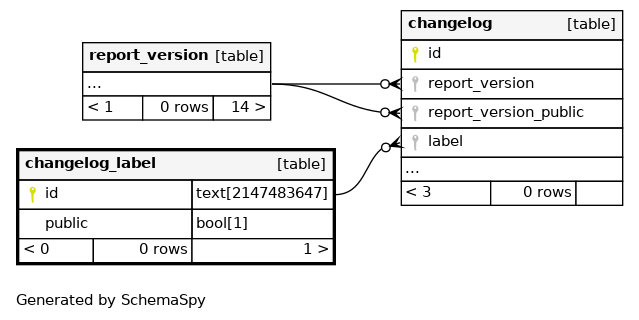 report_version [table]
...
< 1 0 rows 14 >
changelog [table]
id
report_version
report_version_public
label
...
< 3 0 rows
changelog_label [table]
id text[2147483647]
public bool[1]
< 0 0 rows 1 >
Generated by SchemaSpy